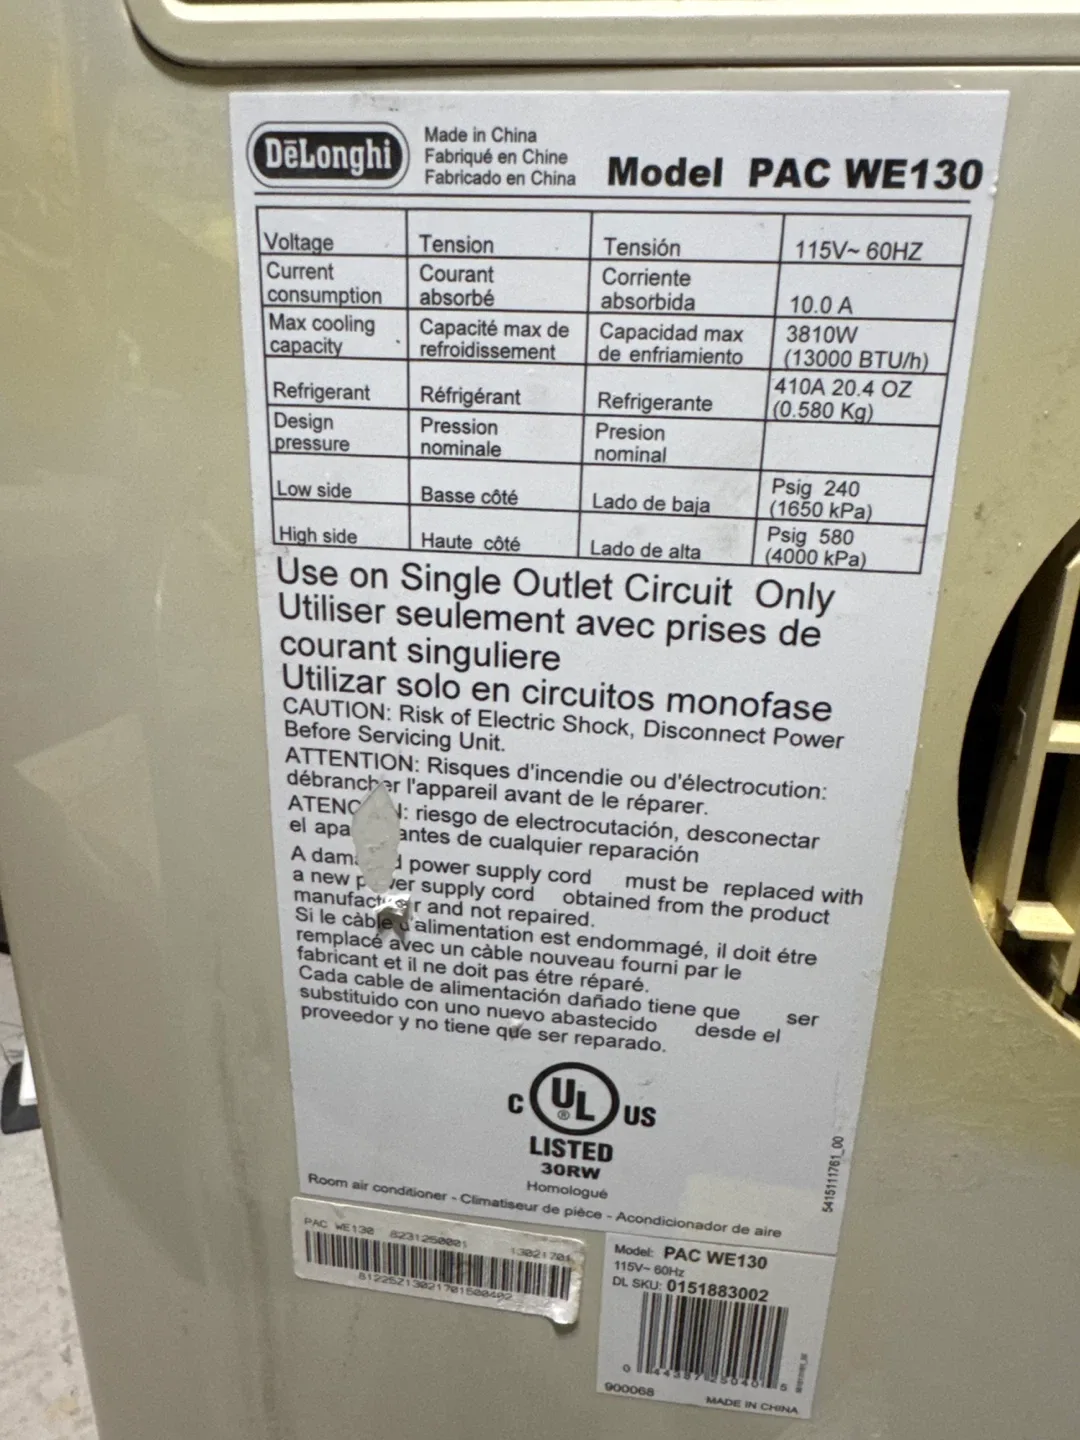 DēLonghi
Made in China
Fabriqué en Chine
Fabricado en China
Model PAC WE130
Voltage Tension Tensión 115V~ 60HZ
Current consumption Courant absorbé Corriente absorbida 10.0 A
Max cooling capacity Capacité max de refroidissement Capacidad max de enfriamiento 3810W (13000 BTU/h)
Refrigerant Réfrigérant Refrigerante 410A 20.4 OZ (0.580 Kg)
Design pressure Pression nominale Presion nominal
Low side Basse côté Lado de baja Psig 240 (1650 kPa)
High side Haute côté Lado de alta Psig 580 (4000 kPa)
Use on Single Outlet Circuit Only
Utiliser seulement avec prises de
courant singuliere
Utilizar solo en circuitos monofase
CAUTION: Risk of Electric Shock, Disconnect Power
Before Servicing Unit.
ATTENTION: Risques d'incendie ou d'électrocution:
débrancher l'appareil avant de le réparer.
riesgo de electrocutación, desconectar
el antes de cualquier reparación
A power supply cord must be replaced with
a new power supply cord obtained from the product
manufacturer and not repaired.
Si le càble d'alimentation est endommagé, il doit étre
remplacé avec un càble nouveau fourni par le
fabricant et il ne doit pas étre réparé.
Cada cable de alimentación dañado tiene que ser
substituido con uno nuevo abastecido desde el
proveedor y no tiene que ser reparado.
C UL ® US
LISTED
30RW
Homologué
5415111761_00
Room air conditioner - Climatiseur de pièce - Acondicionador de aire
PAC WE130 8231250001 13021701
Model: PAC WE130
115V~ 60Hz
DL SKU: 0151883002
900068 MADE IN CHINA